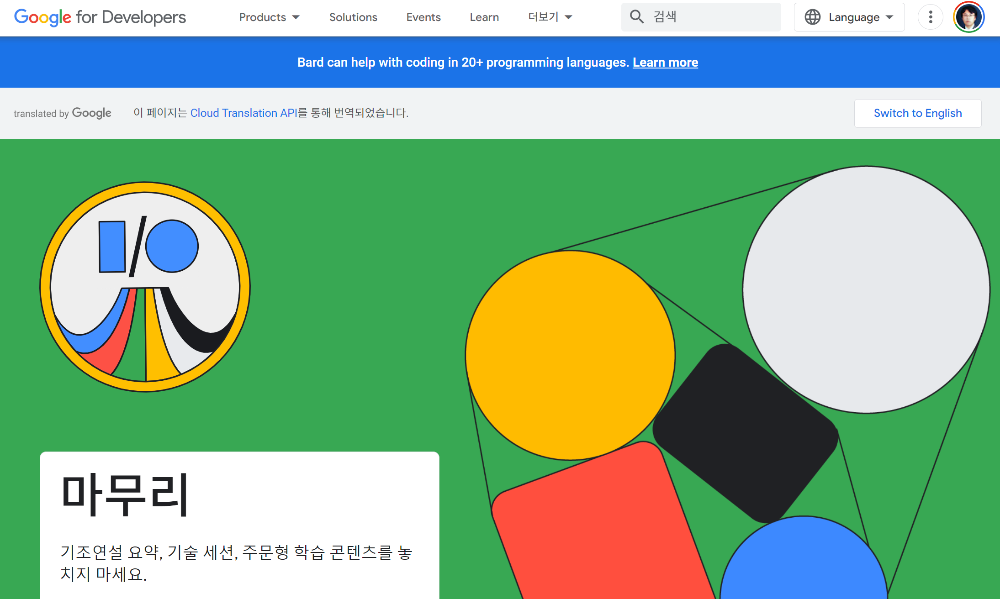 Google for Developers
Products
Solutions
Events
Learn
더보기
검색
Language
Bard can help with coding in 20+ programming languages. Learn more
translated by Google
이 페이지는 Cloud Translation API를 통해 번역되었습니다.
Switch to English
I/O
마무리
기조연설 요약, 기술 세션, 주문형 학습 콘텐츠를 놓
치지 마세요.